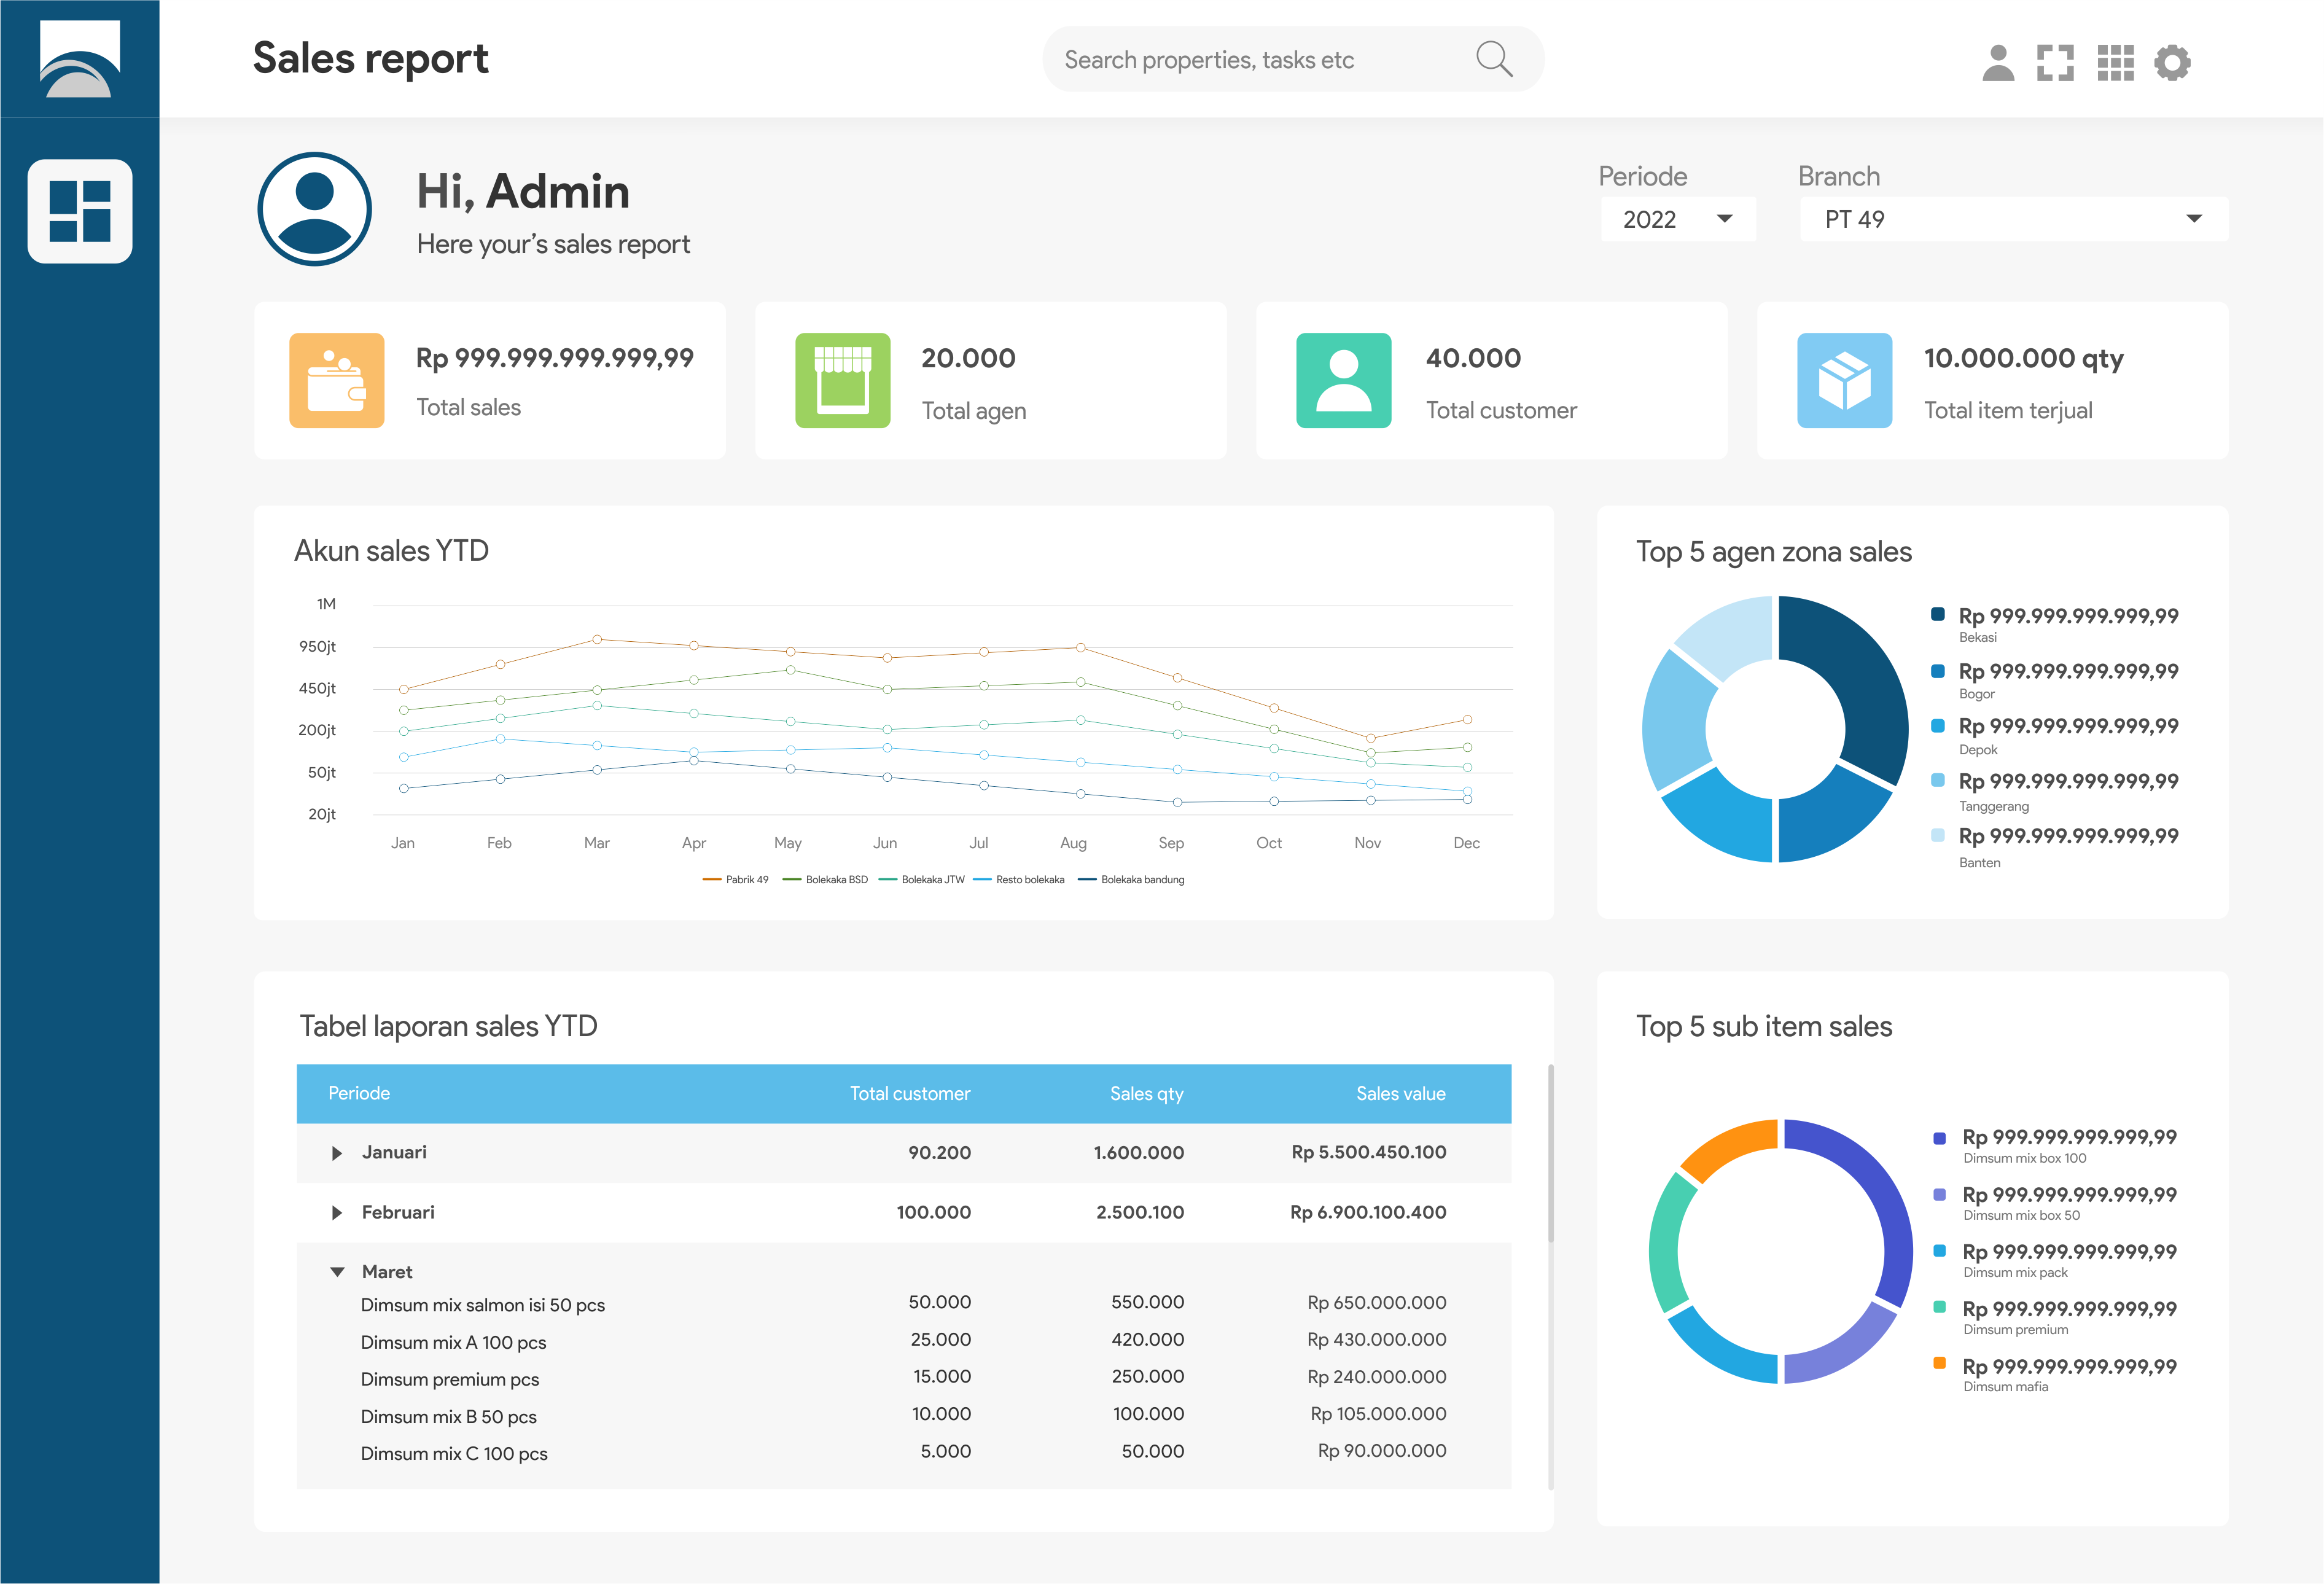 Sales report
Search properties, tasks etc
Hi, Admin
Here your's sales report
Periode
2022
Branch
PT 49
Rp 999.999.999.999,99
Total sales
20.000
Total agen
40.000
Total customer
10.000.000 qty
Total item terjual
Akun sales YTD
1M
950jt
450jt
200jt
50jt
20jt
Jan Feb Mar Apr May Jun Jul Aug Sep Oct Nov Dec
Pabrik 49 Bolekaka BSD Bolekaka JTW Resto bolekaka Bolekaka bandung
Top 5 agen zona sales
Rp 999.999.999.999,99
Bekasi
Rp 999.999.999.999,99
Bogor
Rp 999.999.999.999,99
Depok
Rp 999.999.999.999,99
Tanggerang
Rp 999.999.999.999,99
Banten
Tabel laporan sales YTD
Periode Total customer Sales qty Sales value
Januari 90.200 1.600.000 Rp 5.500.450.100
Februari 100.000 2.500.100 Rp 6.900.100.400
Maret
Dimsum mix salmon isi 50 pcs 50.000 550.000 Rp 650.000.000
Dimsum mix A 100 pcs 25.000 420.000 Rp 430.000.000
Dimsum premium pcs 15.000 250.000 Rp 240.000.000
Dimsum mix B 50 pcs 10.000 100.000 Rp 105.000.000
Dimsum mix C 100 pcs 5.000 50.000 Rp 90.000.000
Top 5 sub item sales
Rp 999.999.999.999,99
Dimsum mix box 100
Rp 999.999.999.999,99
Dimsum mix box 50
Rp 999.999.999.999,99
Dimsum mix pack
Rp 999.999.999.999,99
Dimsum premium
Rp 999.999.999.999,99
Dimsum mafia